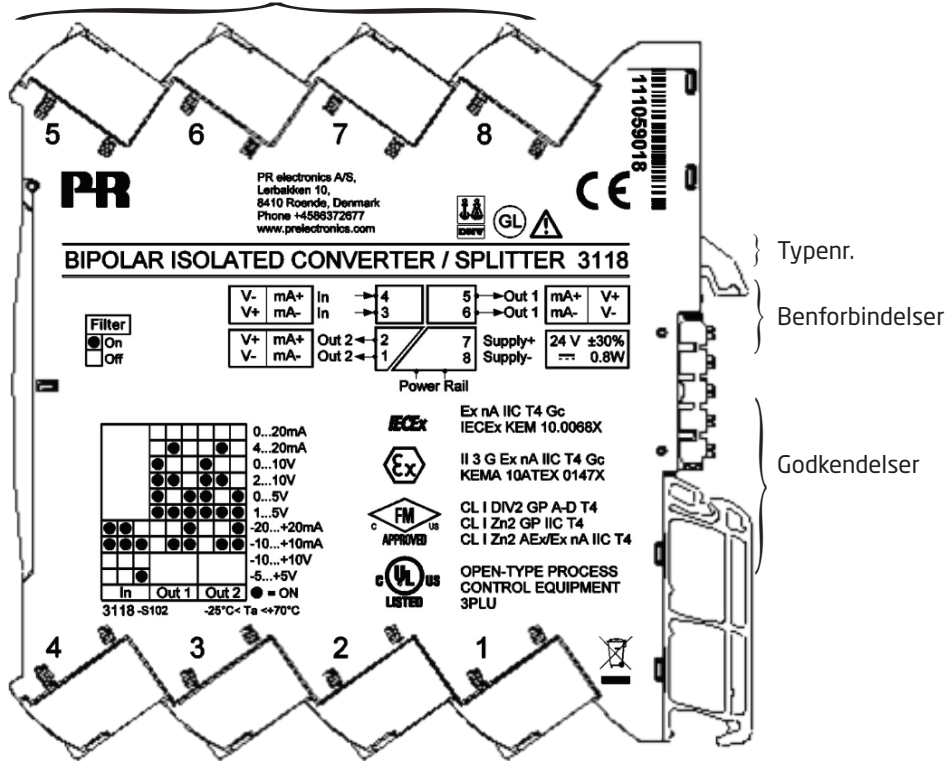 5 6 7 8
111059018
PR
PR electronics A/S,
Lerbakken 10,
8410 Roende, Denmark
Phone +4586372677
www.prelectronics.com
GL
CE
BIPOLAR ISOLATED CONVERTER / SPLITTER 3118
Typenr.
Benforbindelser
Godkendelser
Filter
On
Off
V- mA+ In 4 5 Out 1 mA+ V+
V+ mA- In 3 6 Out 1 mA- V-
V+ mA+ Out 2 2 7 Supply+ 24 V ±30%
V- mA- Out 2 1 8 Supply- 0.8W
Power Rail
0...20mA
4...20mA
0...10V
2...10V
0...5V
1...5V
-20...+20mA
-10...+10mA
-10...+10V
-5...+5V
In Out 1 Out 2 ● = ON
3118 -S102 -25°C< Ta <+70°C
IECEx
Ex nA IIC T4 Gc
IECEx KEM 10.0068X
Ex
II 3 G Ex nA IIC T4 Gc
KEMA 10ATEX 0147X
C FM US
APPROVED
CL I DIV2 GP A-D T4
CL I Zn2 GP IIC T4
CL I Zn2 AEx/Ex nA IIC T4
C UL US
LISTED
OPEN-TYPE PROCESS
CONTROL EQUIPMENT
3PLU
4 3 2 1